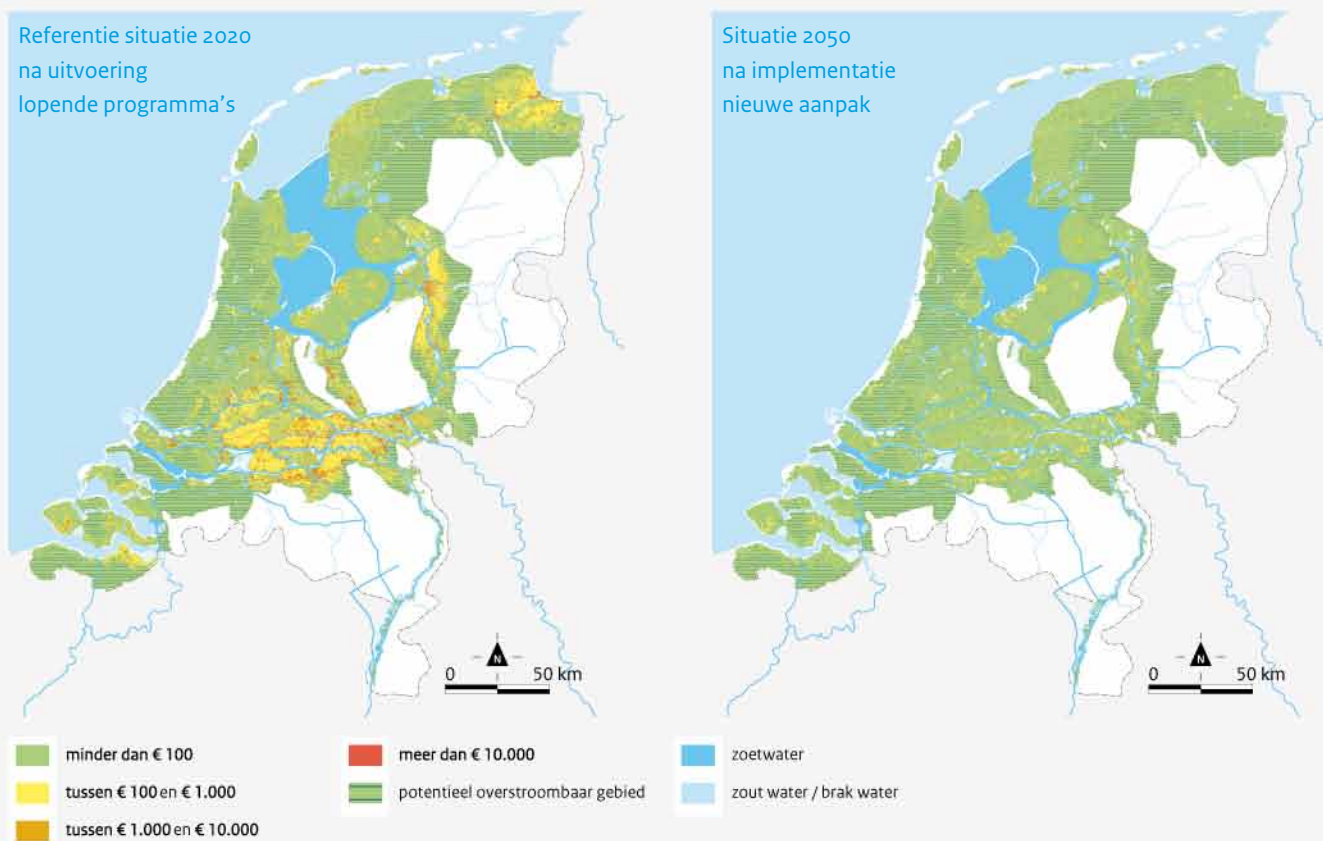 Referentie situatie 2020
na uitvoering
lopende programma's
Situatie 2050
na implementatie
nieuwe aanpak
N
0 50 km
N
0 50 km
minder dan € 100
tussen € 100 en € 1.000
tussen € 1.000 en € 10.000
meer dan € 10.000
potentieel overstroombaar gebied
zoetwater
zout water / brak water